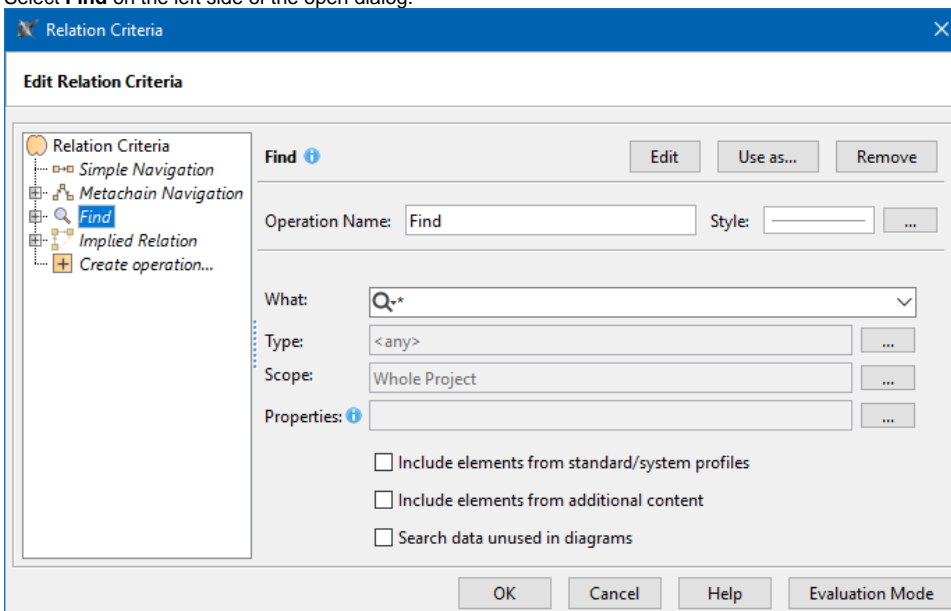 Select Find on the left side of the open dialog.
Relation Criteria
Edit Relation Criteria
Relation Criteria
Simple Navigation
Metachain Navigation
Find
Implied Relation
Create operation...
Find Edit Use as... Remove
Operation Name: Find Style: ...
What: *
Type: <any> ...
Scope: Whole Project ...
Properties: ...
Include elements from standard/system profiles
Include elements from additional content
Search data unused in diagrams
OK Cancel Help Evaluation Mode